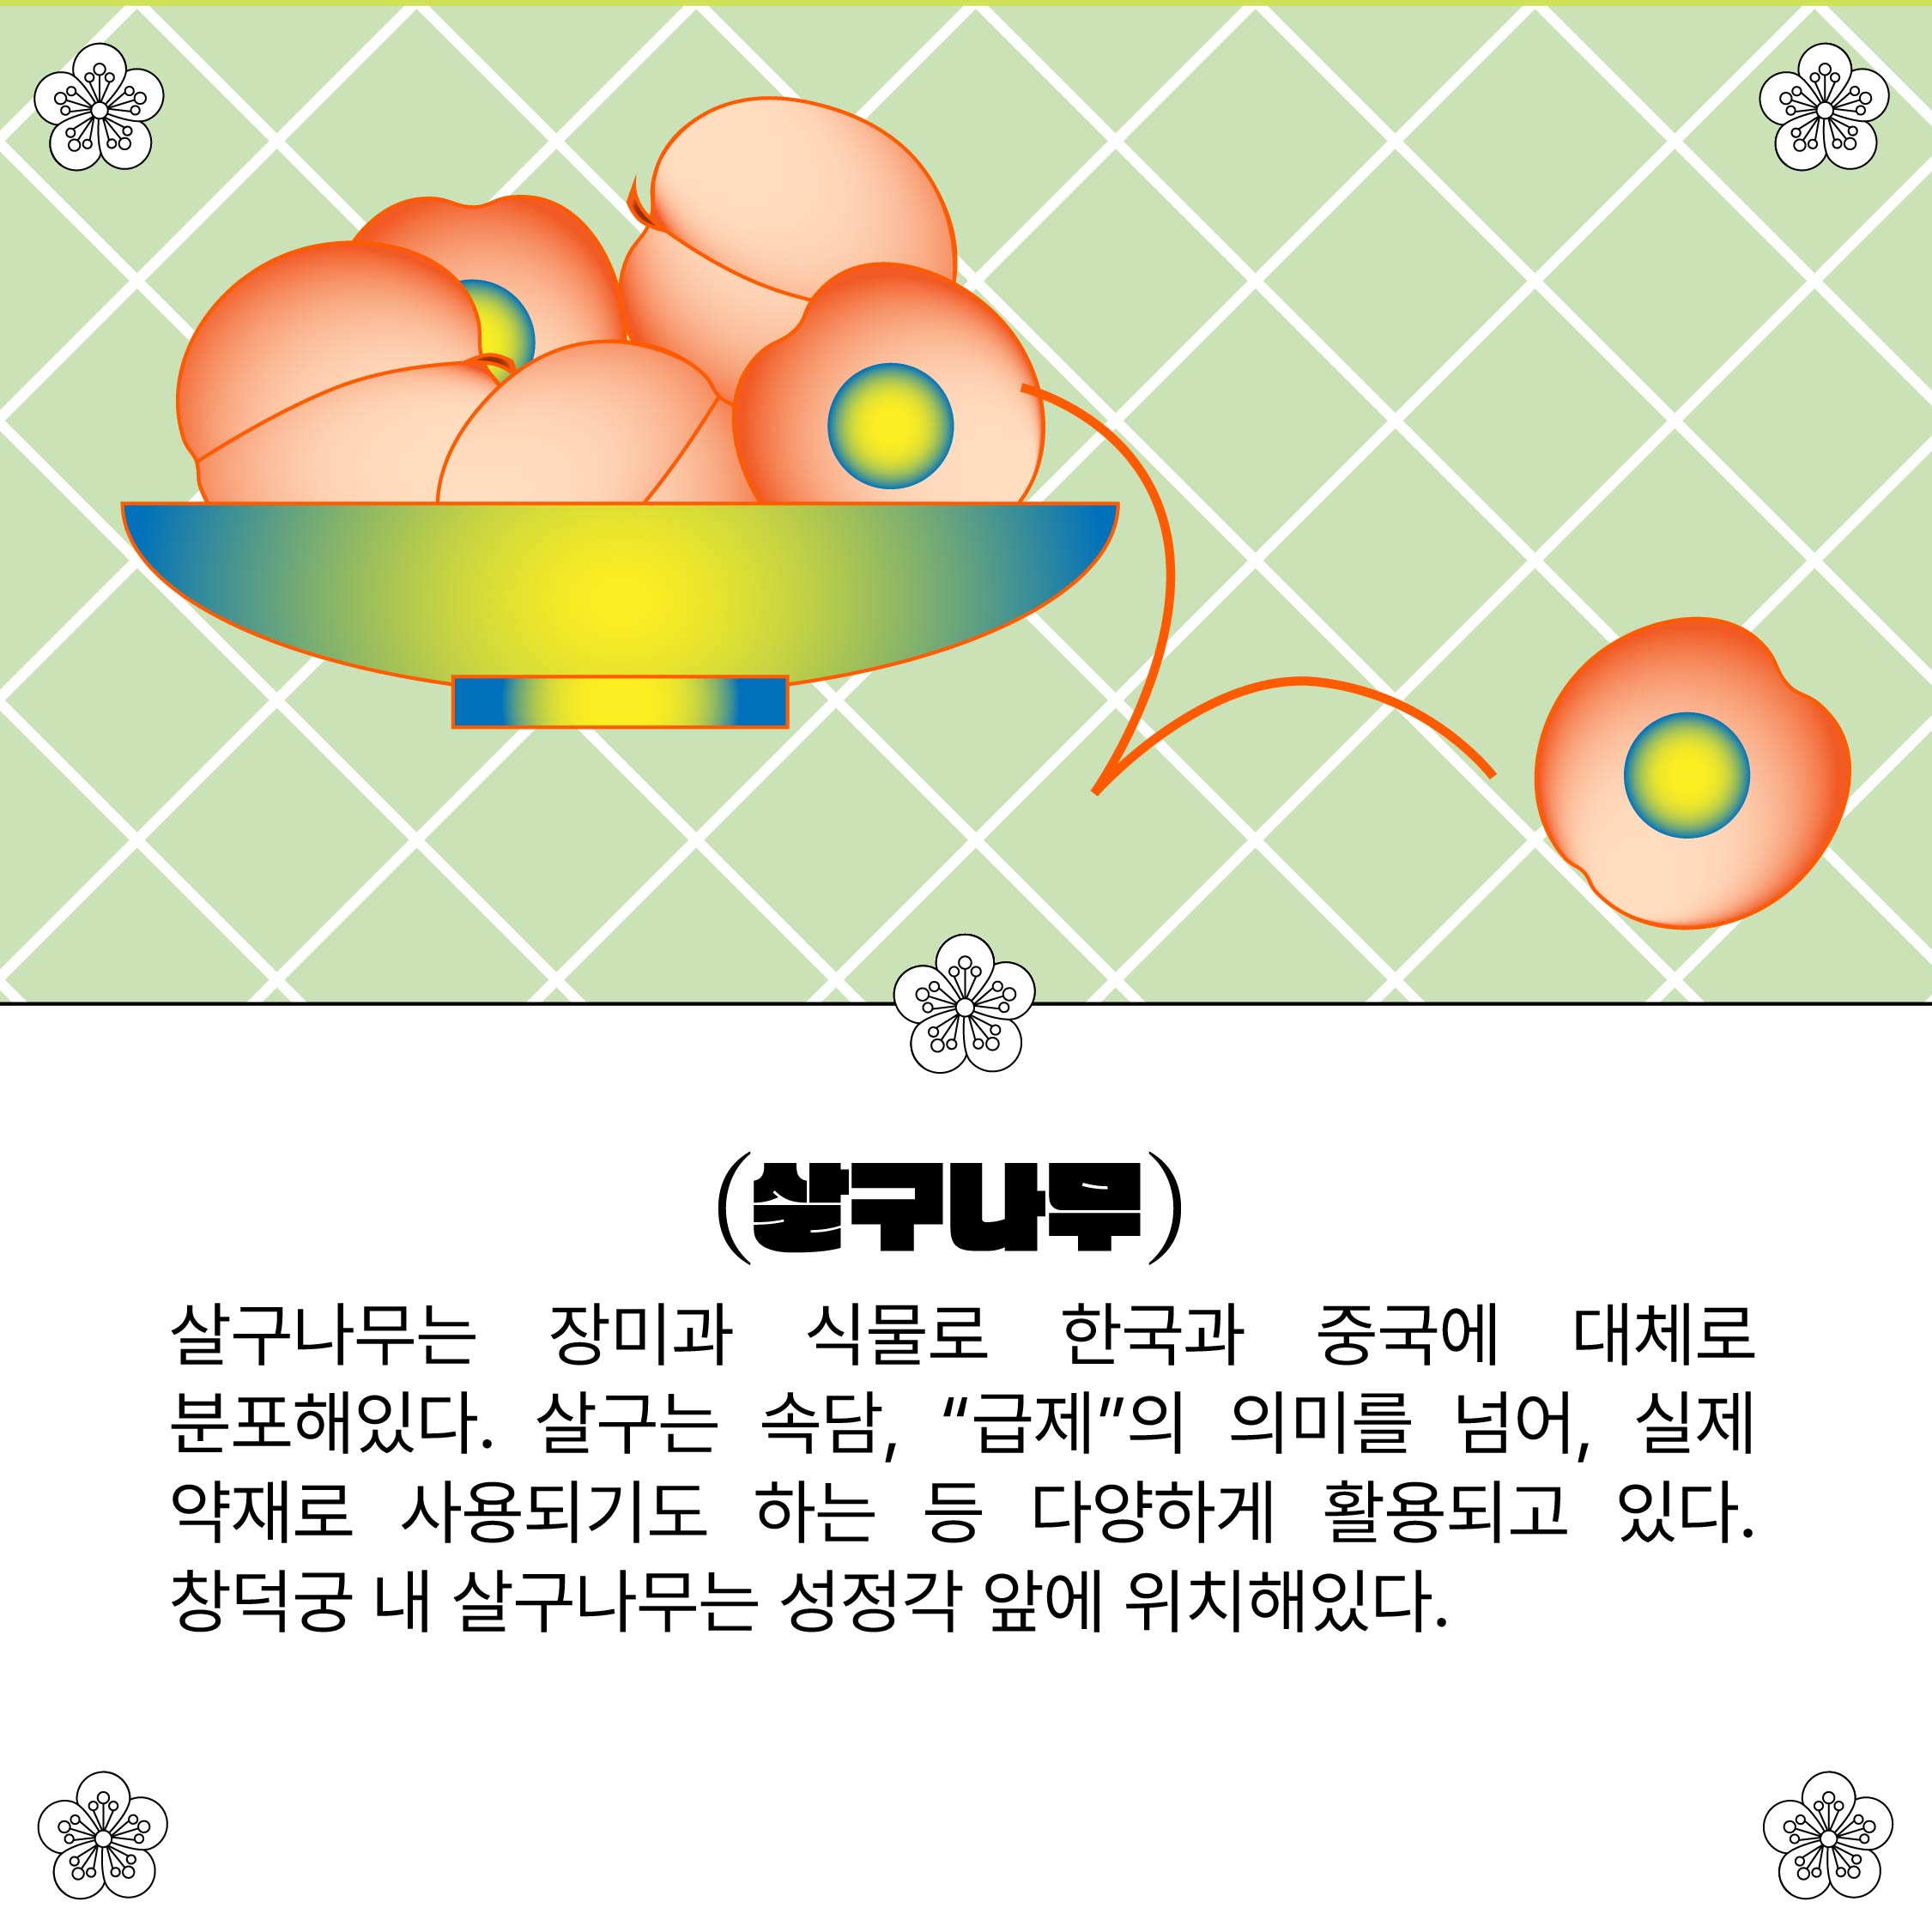 (살구나무)
살구나무는 장미과 식물로 한국과 중국에 대체로
분포해있다. 살구는 속담, “급제”의 의미를 넘어, 실제
약재로 사용되기도 하는 등 다양하게 활용되고 있다.
창덕궁 내 살구나무는 성정각 앞에 위치해있다.